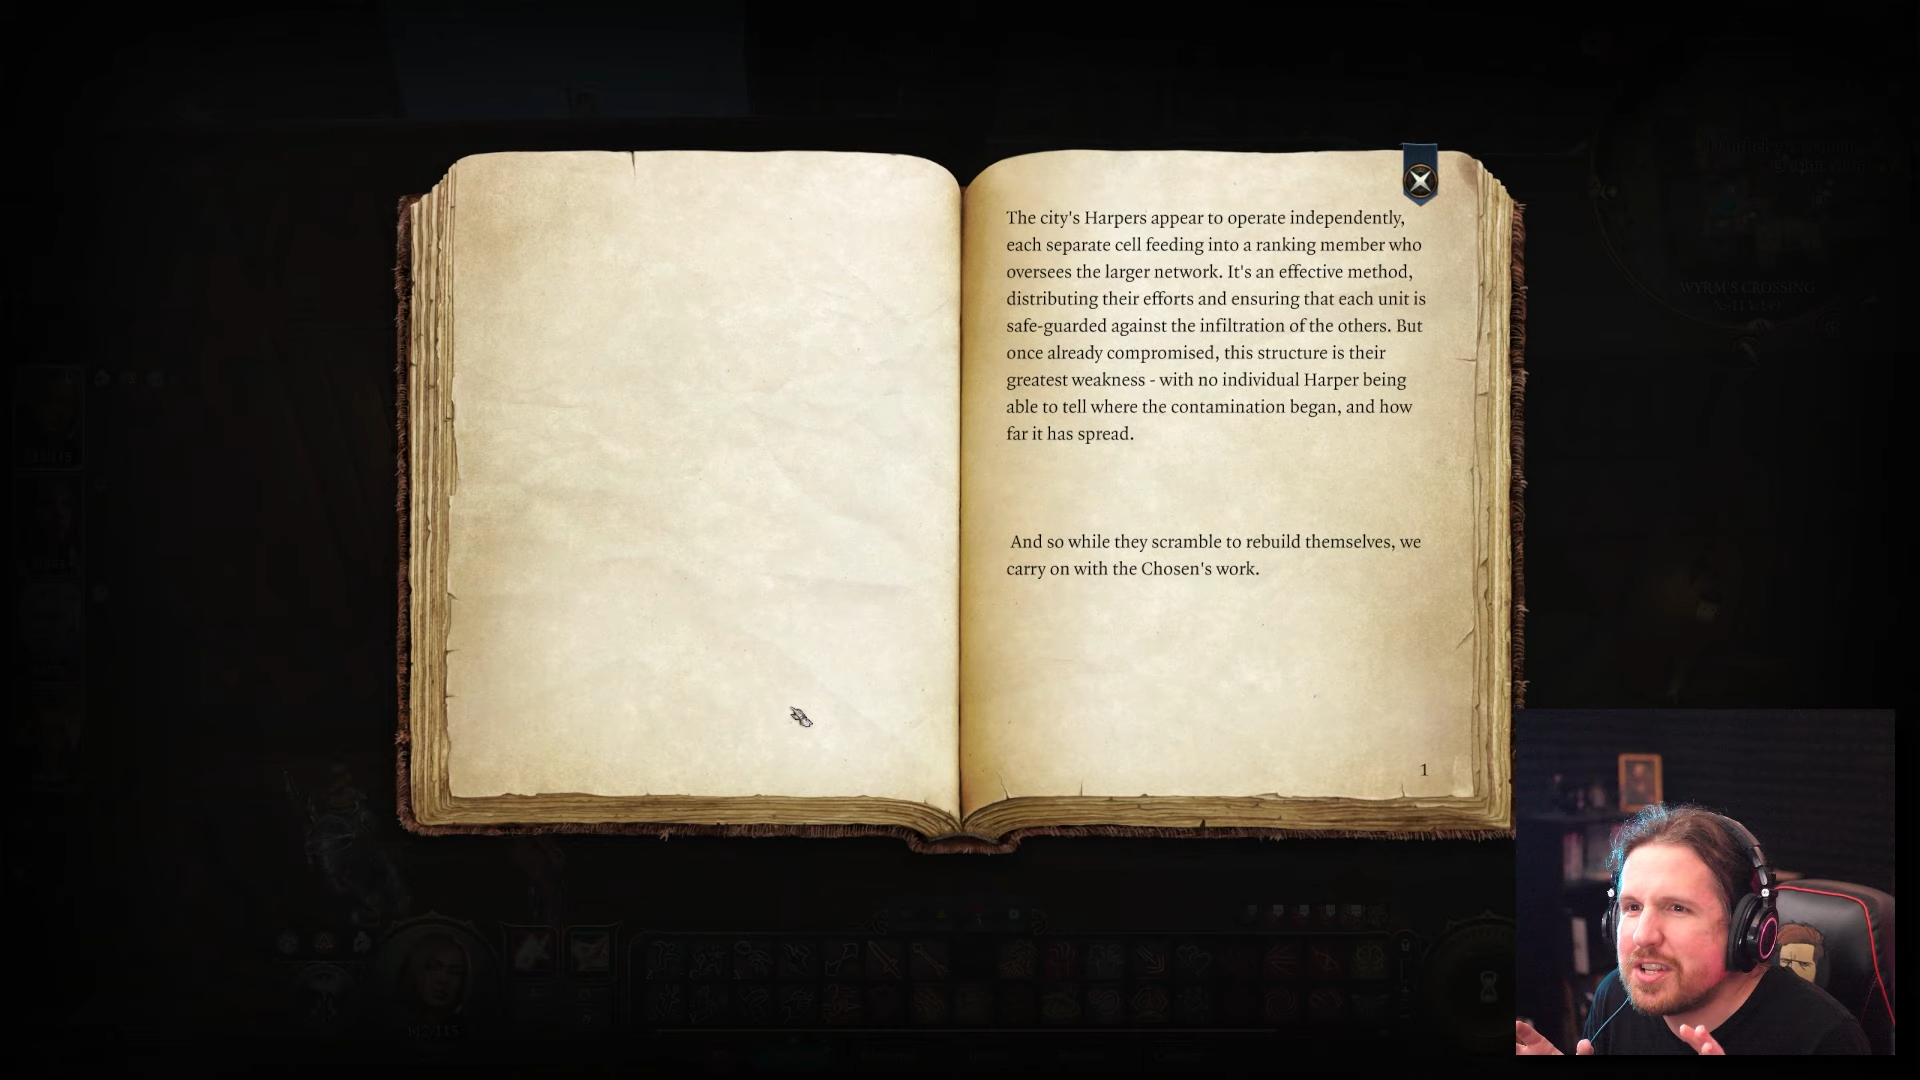 The city's Harpers appear to operate independently,
each separate cell feeding into a ranking member who
oversees the larger network. It's an effective method,
distributing their efforts and ensuring that each unit is
safe-guarded against the infiltration of the others. But
once already compromised, this structure is their
greatest weakness - with no individual Harper being
able to tell where the contamination began, and how
far it has spread.
And so while they scramble to rebuild themselves, we
carry on with the Chosen's work.
1
WYRM'S CROSSING